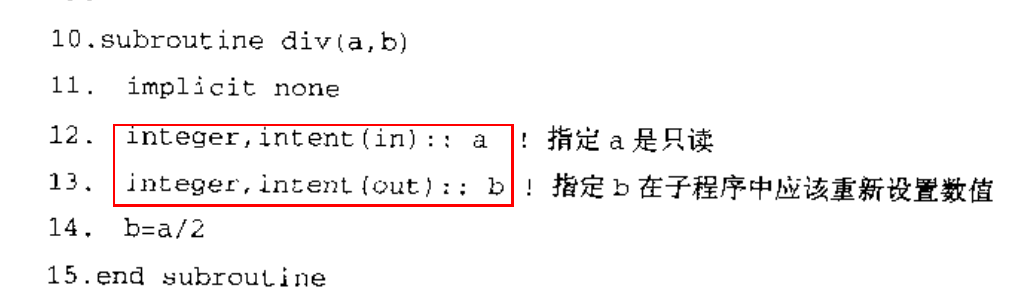 10.subroutine div(a,b)
11. implicit none
12. integer,intent(in):: a ! 指定a是只读
13. integer,intent(out):: b ! 指定b在子程序中应该重新设置数值
14. b=a/2
15.end subroutine